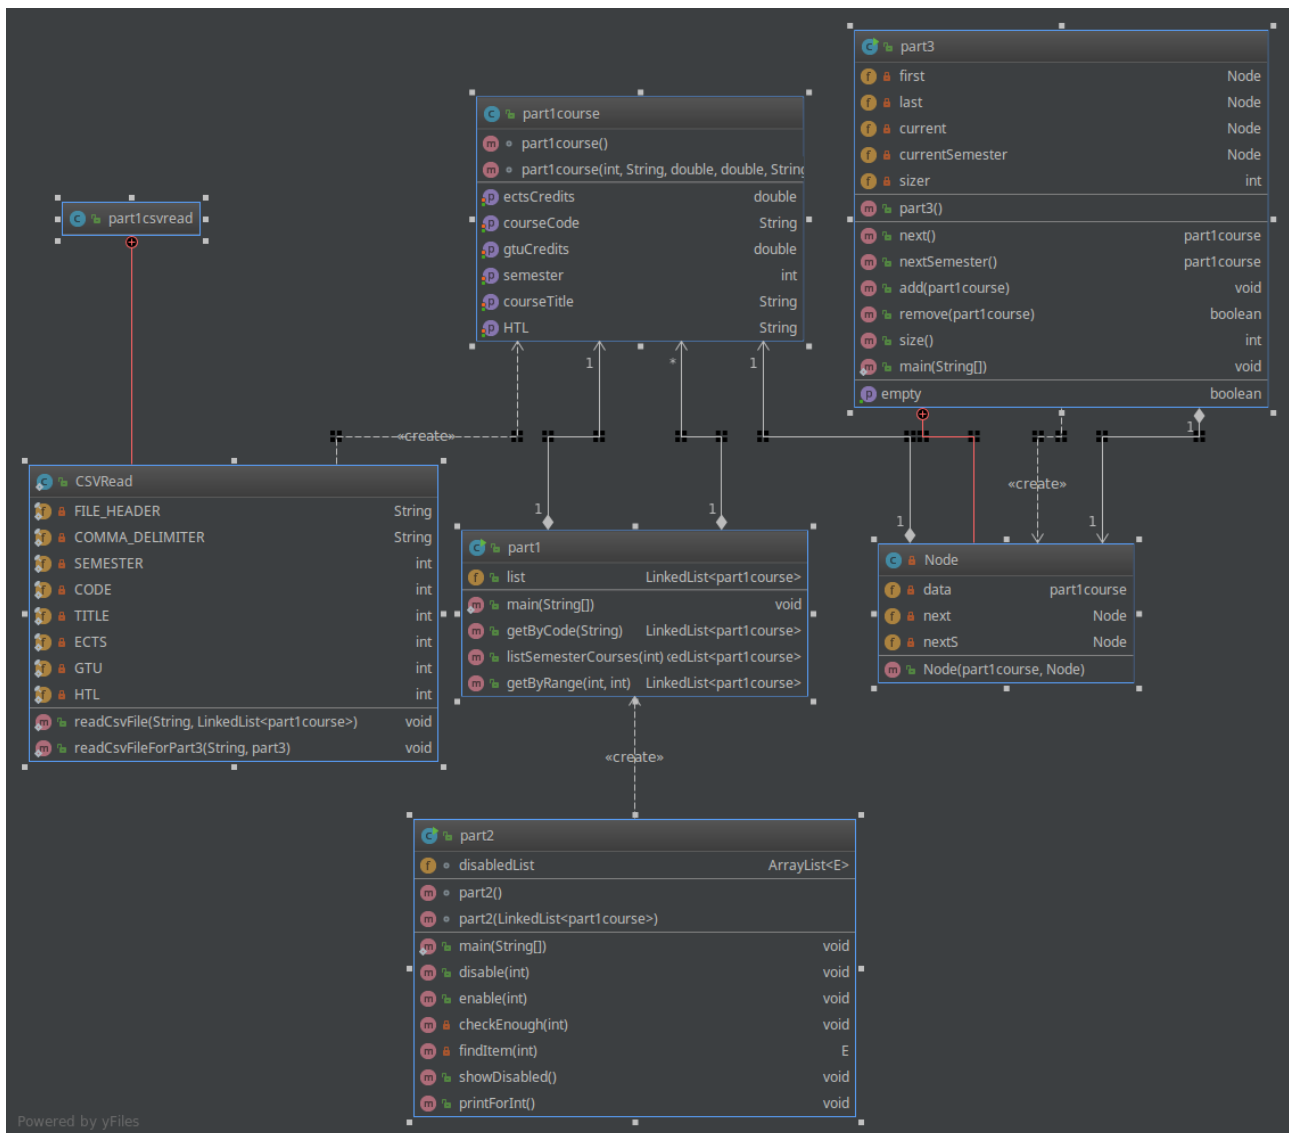 part3
first Node
last Node
current Node
currentSemester Node
sizer int
part3()
next() part1course
nextSemester() part1course
add(part1course) void
remove(part1course) boolean
size() int
main(String[]) void
empty boolean
part1course
part1course()
part1course(int, String, double, double, String
ectsCredits double
courseCode String
gtuCredits double
semester int
courseTitle String
HTL String
part1csvread
1
*
1
1
«create»
«create»
1
1
1
1
CSVRead
FILE_HEADER String
COMMA_DELIMITER String
SEMESTER int
CODE int
TITLE int
ECTS int
GTU int
HTL int
readCsvFile(String, LinkedList<part1course>) void
readCsvFileForPart3(String, part3) void
part1
list LinkedList<part1course>
main(String[]) void
getByCode(String) LinkedList<part1course>
listSemesterCourses(int) kedList<part1course>
getByRange(int, int) LinkedList<part1course>
Node
data part1course
next Node
nextS Node
Node(part1course, Node)
«create»
part2
disabledList ArrayList<E>
part2()
part2(LinkedList<part1course>)
main(String[]) void
disable(int) void
enable(int) void
checkEnough(int) void
findItem(int) E
showDisabled() void
printForInt() void
Powered by yFiles